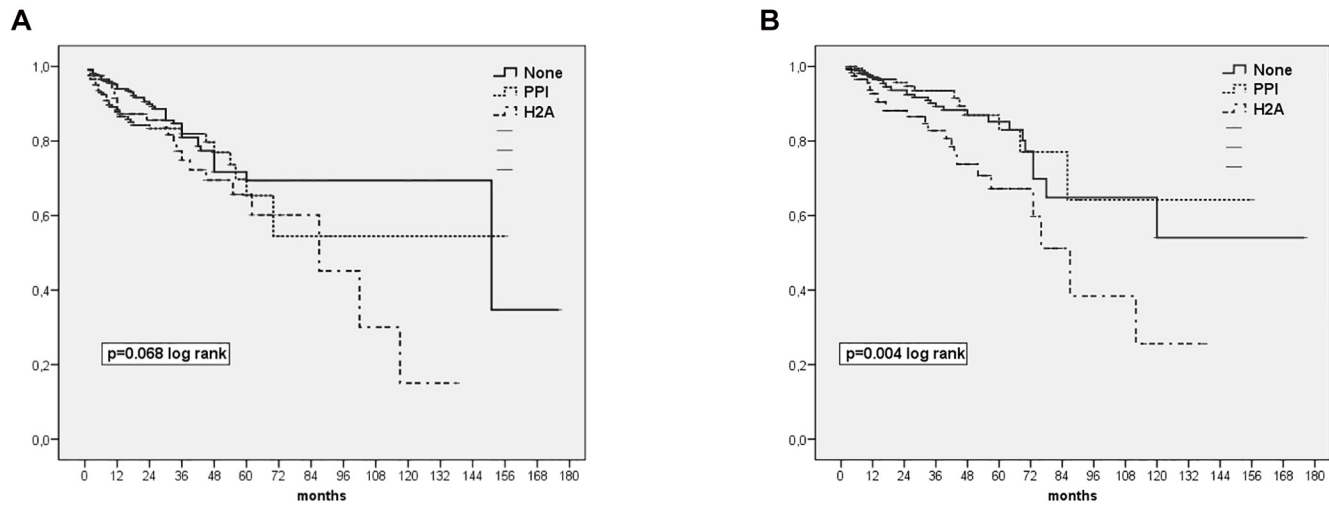 A
1,0
0,8
0,6
0,4
0,2
0,0
None
PPI
H2A
p=0.068 log rank
0 12 24 36 48 60 72 84 96 108 120 132 144 156 168 180
months
B
1,0
0,8
0,6
0,4
0,2
0,0
None
PPI
H2A
p=0.004 log rank
0 12 24 36 48 60 72 84 96 108 120 132 144 156 168 180
months